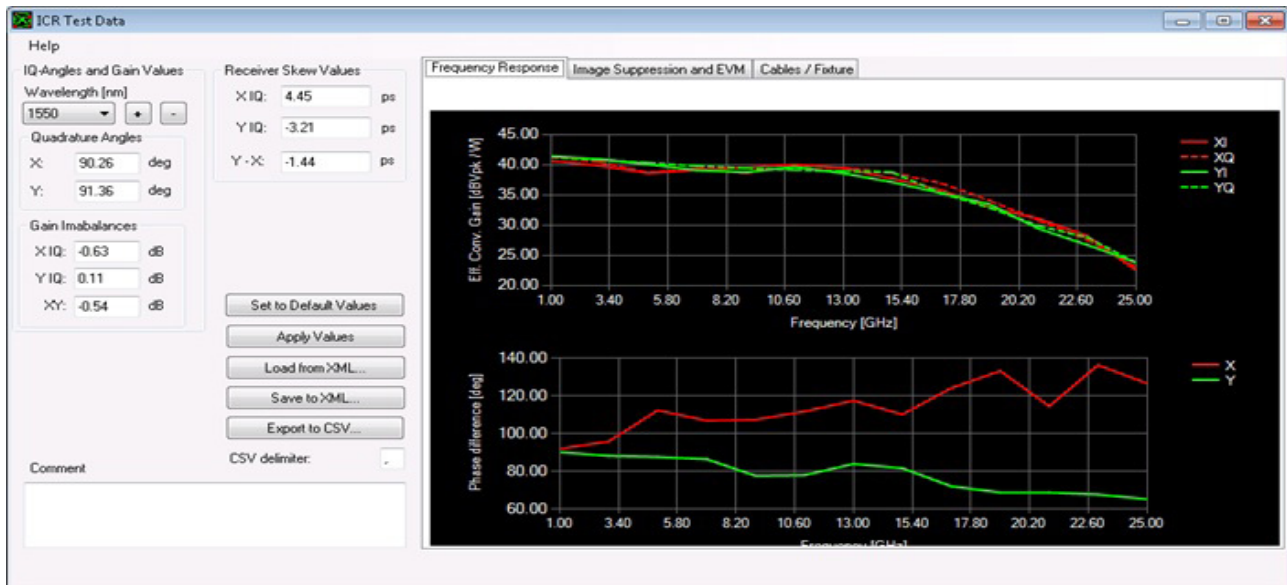 ICR Test Data
Help
IQ-Angles and Gain Values
Wavelength [nm]
1550
+
-
Quadrature Angles
X: 90.26 deg
Y: 91.36 deg
Gain Imabalances
X IQ: -0.63 dB
Y IQ: 0.11 dB
XY: -0.54 dB
Receiver Skew Values
X IQ: 4.45 ps
Y IQ: -3.21 ps
Y - X: -1.44 ps
Set to Default Values
Apply Values
Load from XML...
Save to XML...
Export to CSV...
CSV delimiter: ,
Comment
Frequency Response
Image Suppression and EVM
Cables / Fixture
Eff. Conv. Gain [dBVpk / W]
45.00
40.00
35.00
30.00
25.00
20.00
1.00 3.40 5.80 8.20 10.60 13.00 15.40 17.80 20.20 22.60 25.00
Frequency [GHz]
XI
XQ
YI
YQ
Phase difference [deg]
140.00
120.00
100.00
80.00
60.00
1.00 3.40 5.80 8.20 10.60 13.00 15.40 17.80 20.20 22.60 25.00
Frequency [GHz]
X
Y